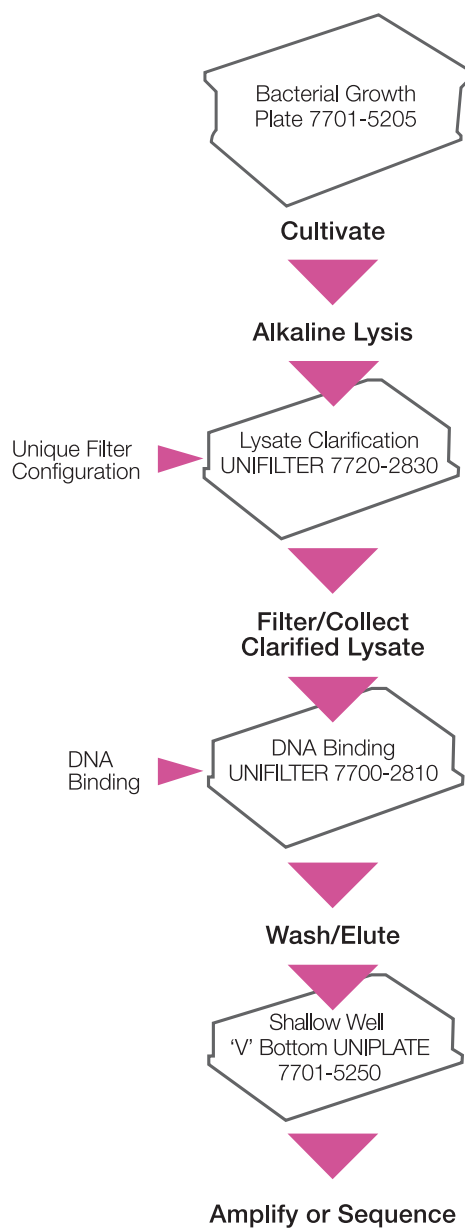 Bacterial Growth
Plate 7701-5205
Cultivate
Alkaline Lysis
Unique Filter
Configuration
Lysate Clarification
UNIFILTER 7720-2830
Filter/Collect
Clarified Lysate
DNA
Binding
DNA Binding
UNIFILTER 7700-2810
Wash/Elute
Shallow Well
‘V’ Bottom UNIPLATE
7701-5250
Amplify or Sequence